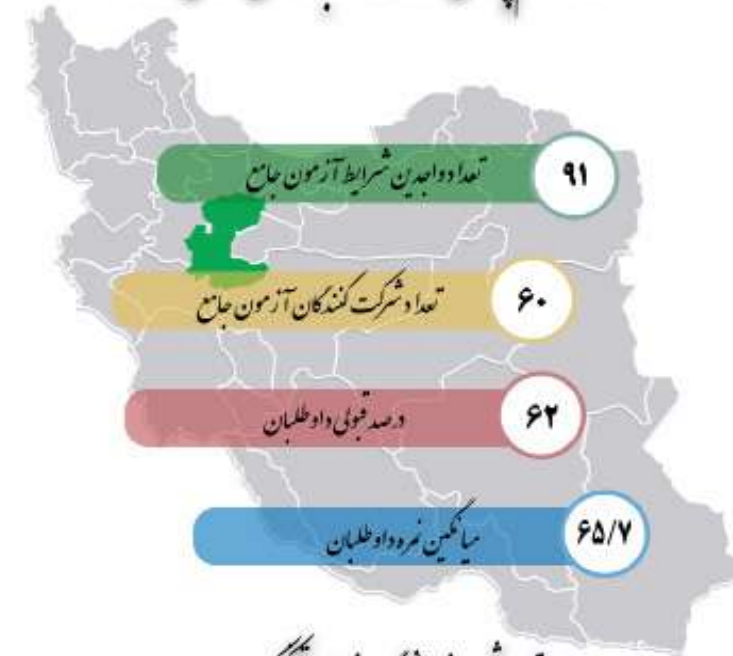 تعداد واجدین شرایط آزمون جامع ۹۱
تعداد شرکت کنندگان آزمون جامع ۶۰
درصد قبولی داوطلبان ۶۲
میانگین نمره داوطلبان ۶۵/۷